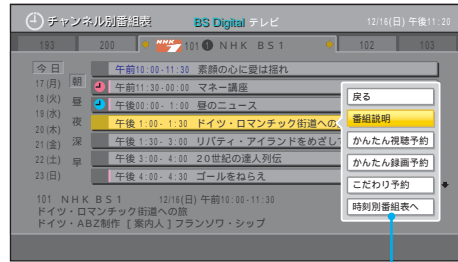 チャンネル別番組表 BS Digital テレビ 12/16(日) 午後11:20
193 200 NHK 101 1 NHK BS1 102 103
今日 午前10:00-11:30 素顔の心に愛は揺れ
17(月) 朝 午前11:30-00:00 マネー講座
18(火) 昼 午後00:00- 1:00 昼のニュース
19(水) 夜 午後 1:00- 1:30 ドイツ・ロマンチック街道への
20(木) 午後 1:30- 3:00 リバティ・アイランドをめざし
21(金) 深
22(土) 早 午後 3:00- 4:00 20世紀の達人列伝
23(日) 午後 4:00- 4:30 ゴールをねらえ
戻る
番組説明
かんたん視聴予約
かんたん録画予約
こだわり予約
時刻別番組表へ
101 NHK BS1 12/16(日) 午前10:00-11:30
ドイツ・ロマンチック街道への旅
ドイツ・ABZ制作 [案内人] フランソワ・シップ